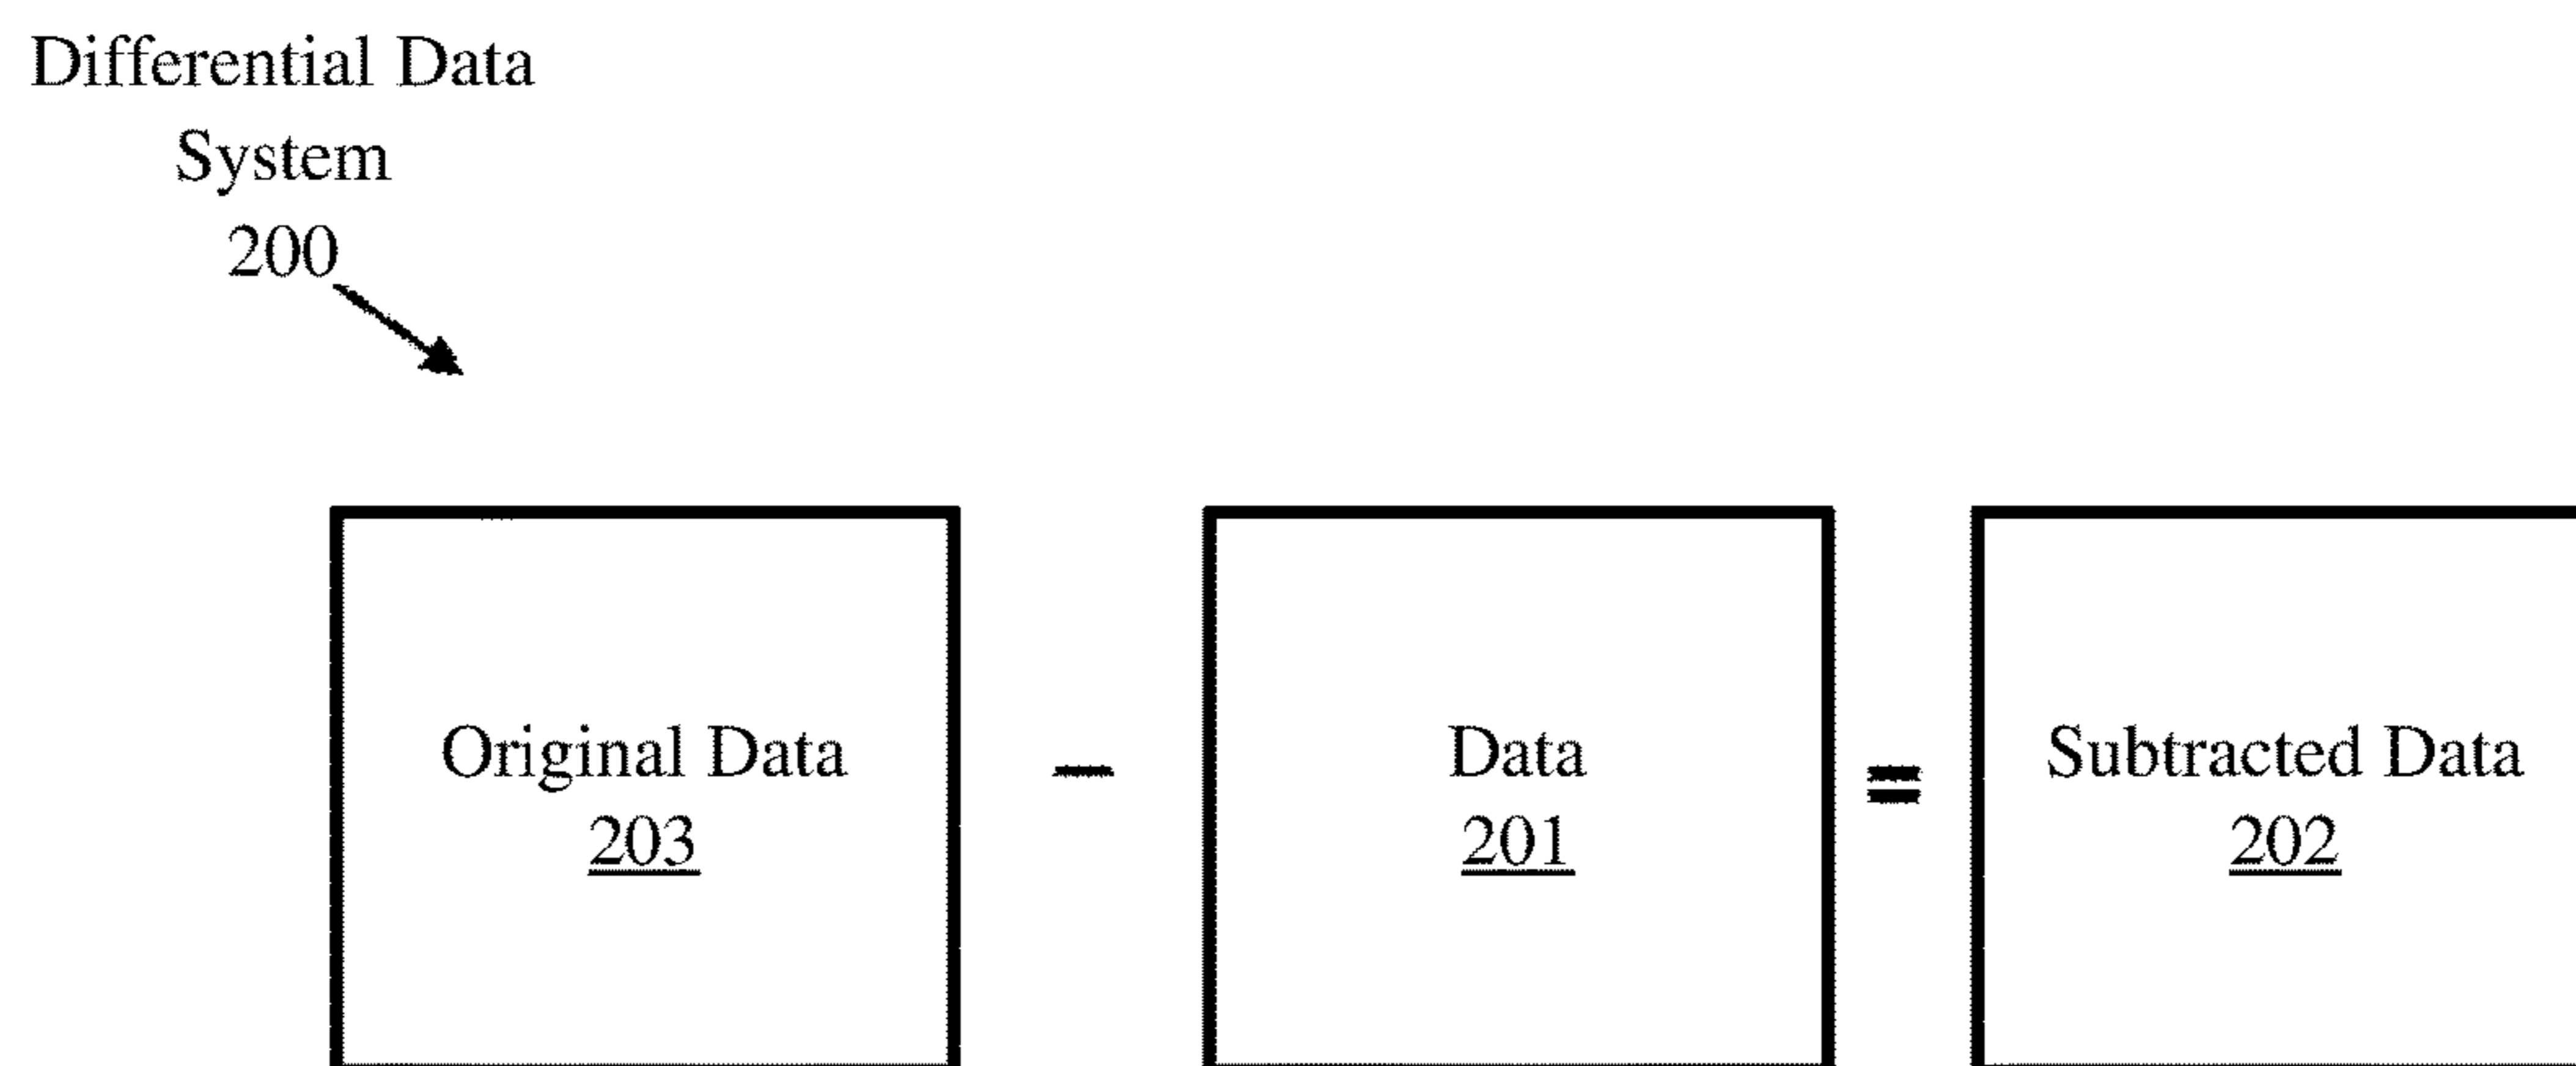 Differential Data
System
200
Original Data
203
–
Data
201
=
Subtracted Data
202